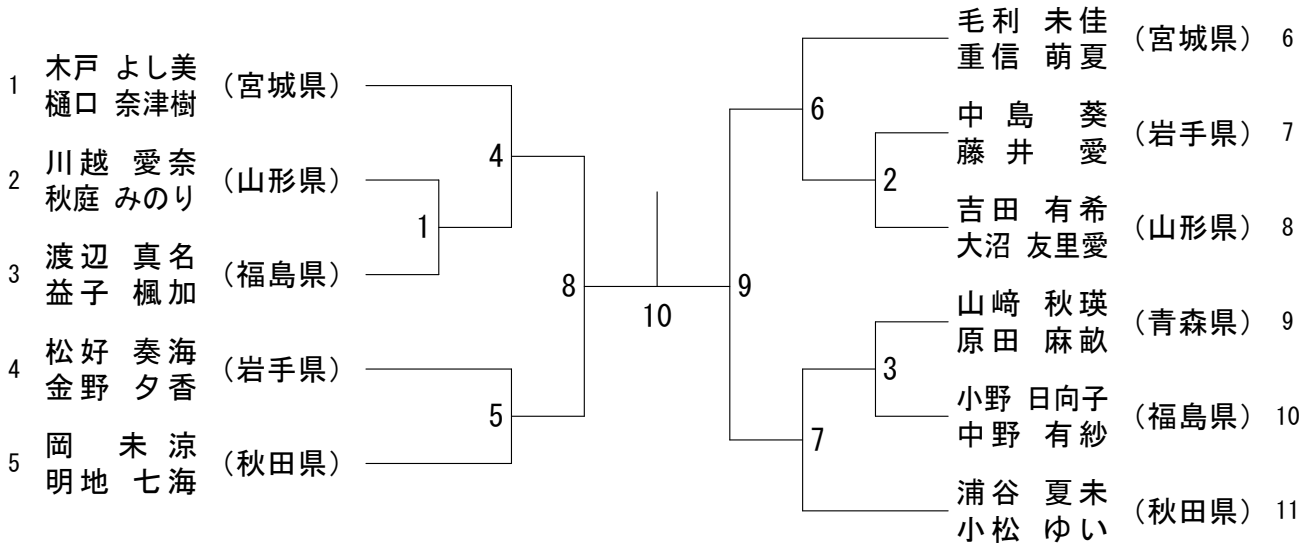 1 木戸 よし美 (宮城県)
樋口 奈津樹
2 川越 愛奈 (山形県)
秋庭 みのり
3 渡辺 真名 (福島県)
益子 楓加
4 松好 奏海 (岩手県)
金野 夕香
5 岡 未涼 (秋田県)
明地 七海
1
4
5
8
10
毛利 未佳 (宮城県) 6
重信 萌夏
中島 葵 (岩手県) 7
藤井 愛
吉田 有希 (山形県) 8
大沼 友里愛
山﨑 秋瑛 (青森県) 9
原田 麻畝
小野 日向子 (福島県) 10
中野 有紗
浦谷 夏未 (秋田県) 11
小松 ゆい
6
2
9
3
7